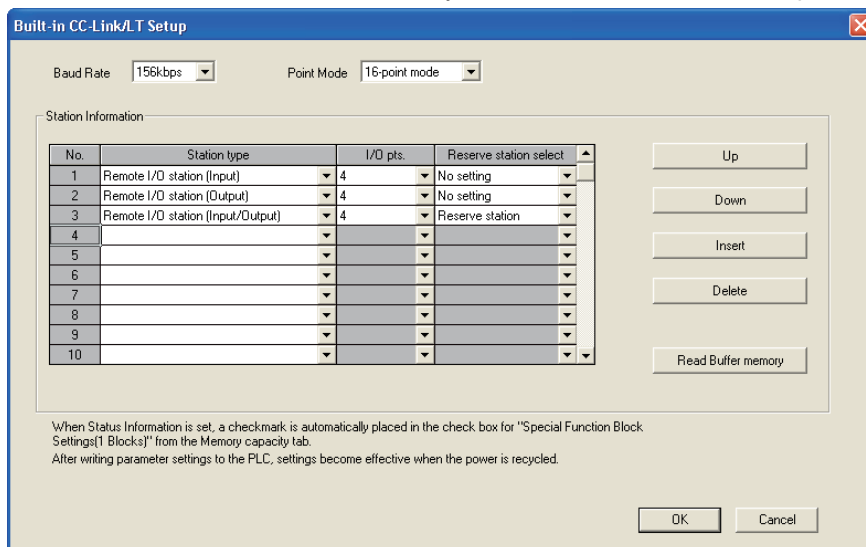 Built-in CC-Link/LT Setup
Baud Rate 156kbps Point Mode 16-point mode
Station Information
No. Station type I/O pts. Reserve station select
1 Remote I/O station (Input) 4 No setting
2 Remote I/O station (Output) 4 No setting
3 Remote I/O station (Input/Output) 4 Reserve station
4
5
6
7
8
9
10
Up
Down
Insert
Delete
Read Buffer memory
When Status Information is set, a checkmark is automatically placed in the check box for "Special Function Block
Settings(1 Blocks)" from the Memory capacity tab.
After writing parameter settings to the PLC, settings become effective when the power is recycled.
OK Cancel